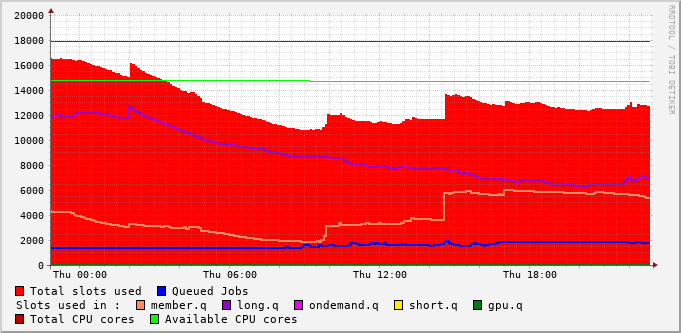 20000
18000
16000
14000
12000
10000
8000
6000
4000
2000
0
Thu 00:00 Thu 06:00 Thu 12:00 Thu 18:00
Total slots used Queued Jobs
Slots used in : member.q long.q ondemand.q short.q gpu.q
Total CPU cores Available CPU cores
RRDTOOL / TOBI OETIKER